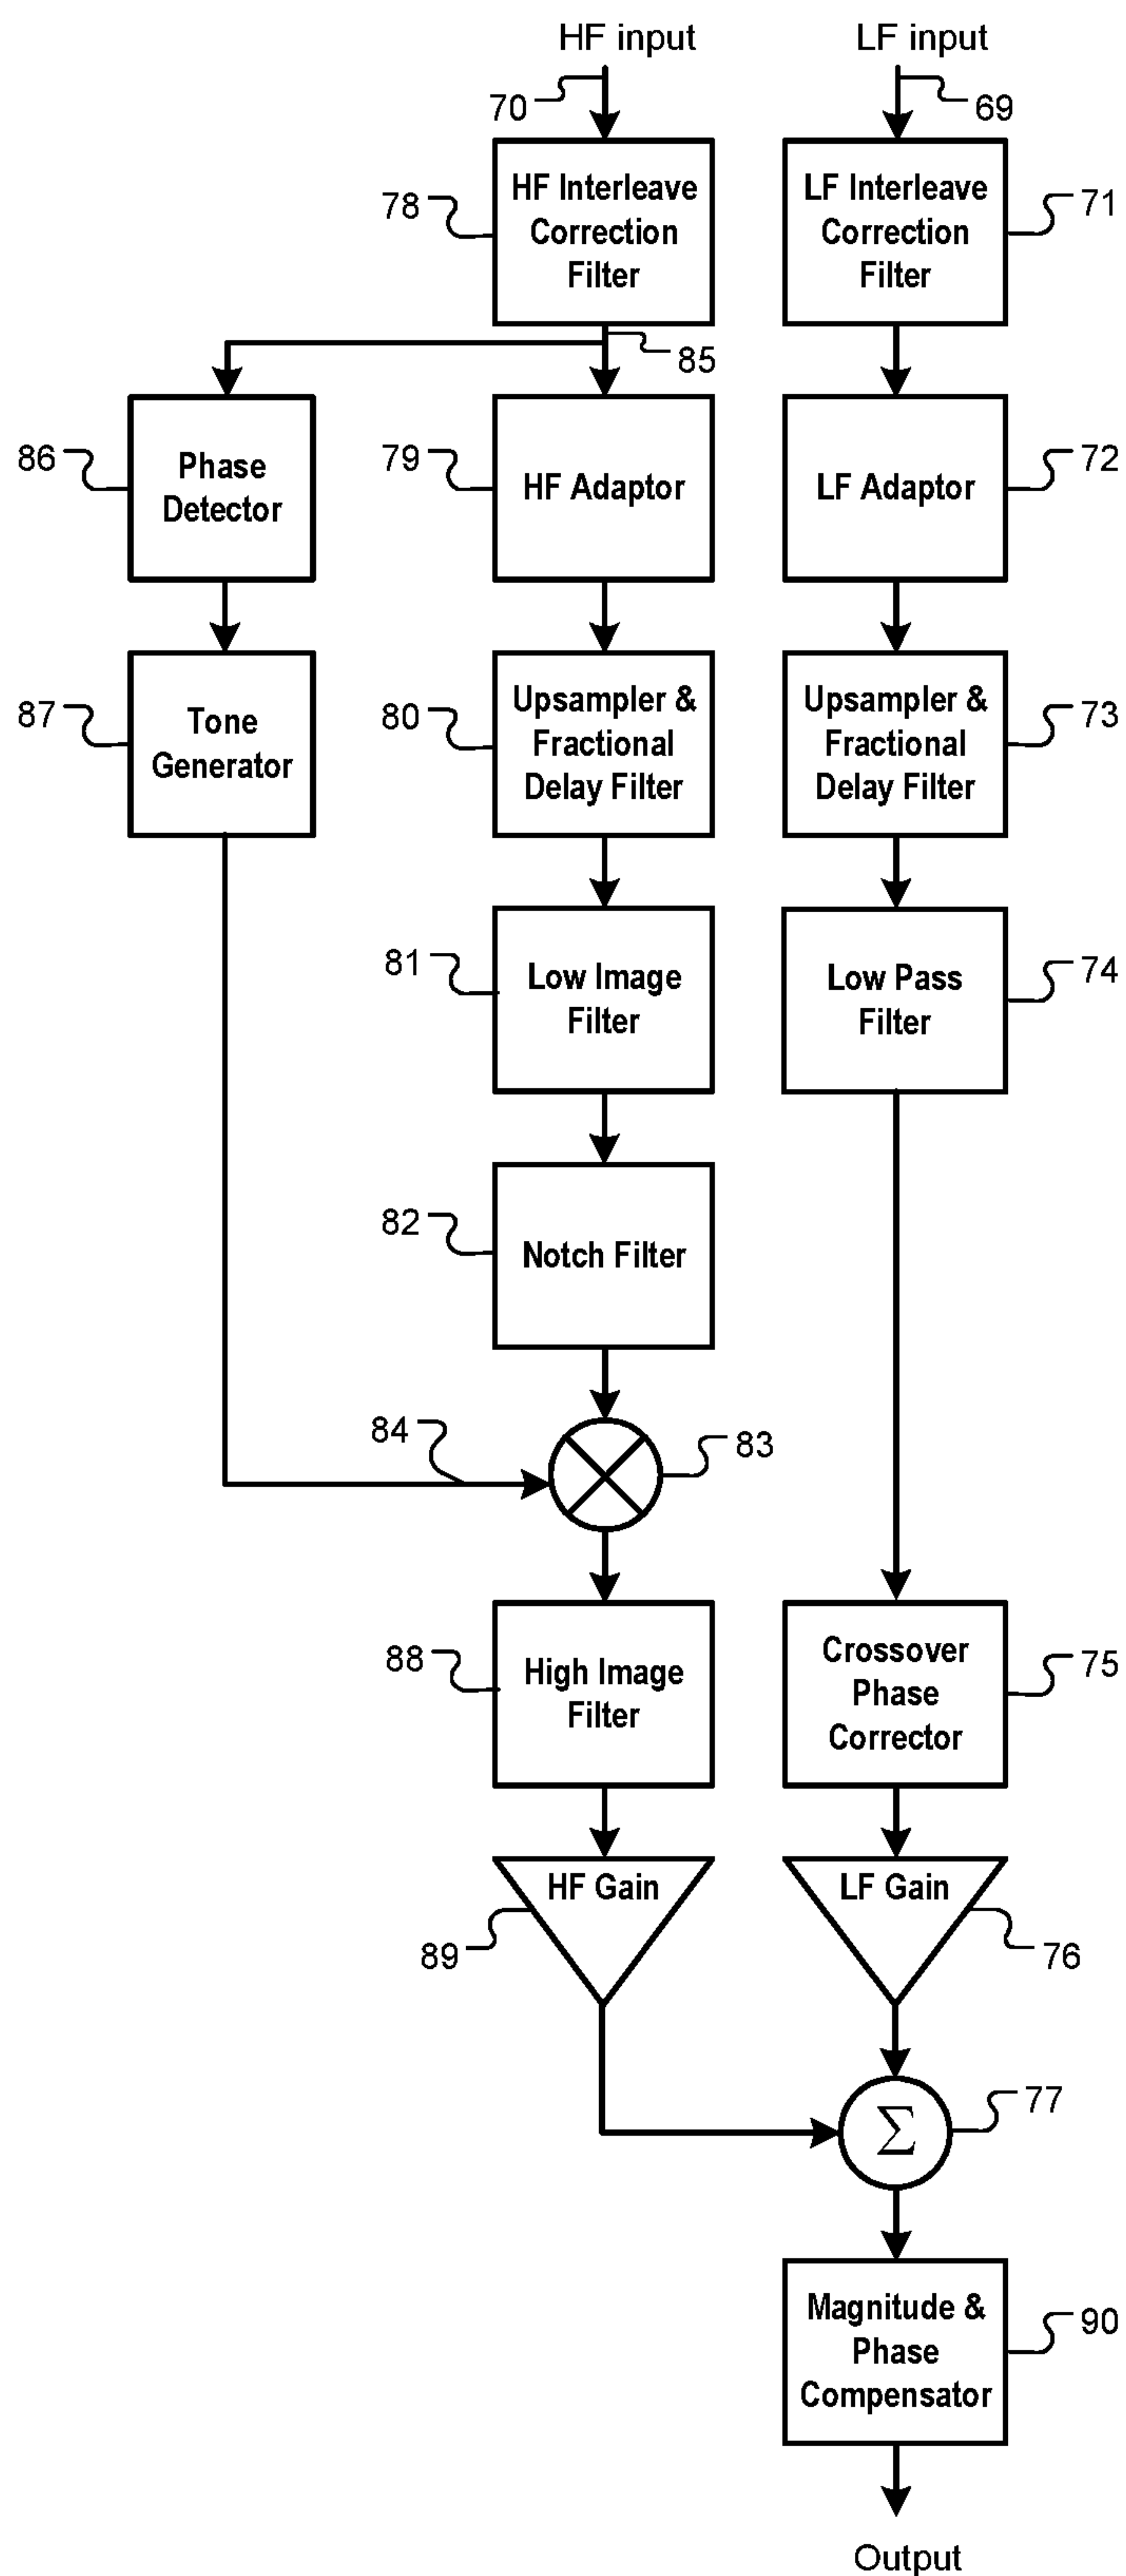 HF input
LF input
70
69
78
HF Interleave
Correction
Filter
LF Interleave
Correction
Filter
71
85
86
Phase
Detector
79
HF Adaptor
LF Adaptor
72
87
Tone
Generator
80
Upsampler &
Fractional
Delay Filter
Upsampler &
Fractional
Delay Filter
73
81
Low Image
Filter
Low Pass
Filter
74
82
Notch Filter
84
83
88
High Image
Filter
Crossover
Phase
Corrector
75
HF Gain
LF Gain
89
76
Σ
77
Magnitude &
Phase
Compensator
90
Output